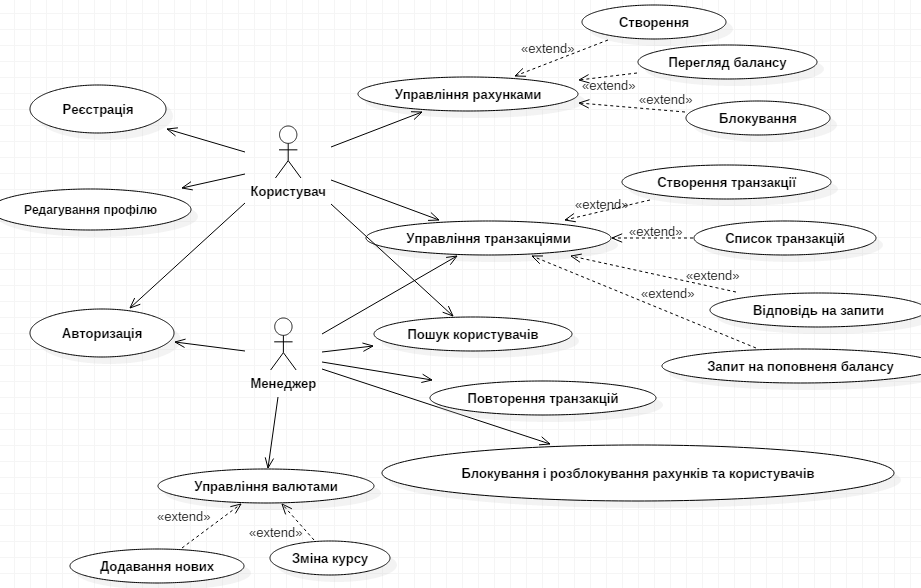 Створення
«extend»
Перегляд балансу
Управління рахунками
«extend»
«extend»
Реєстрація
Блокування
Користувач
Створення транзакції
Редагування профілю
«extend»
Управління транзакціями
«extend»
Список транзакцій
«extend»
«extend»
Відповідь на запити
Авторизація
Пошук користувачів
Запит на поповненя балансу
Менеджер
Повторення транзакцій
Блокування і розблокування рахунків та користувачів
Управління валютами
«extend»
«extend»
Додавання нових
Зміна курсу